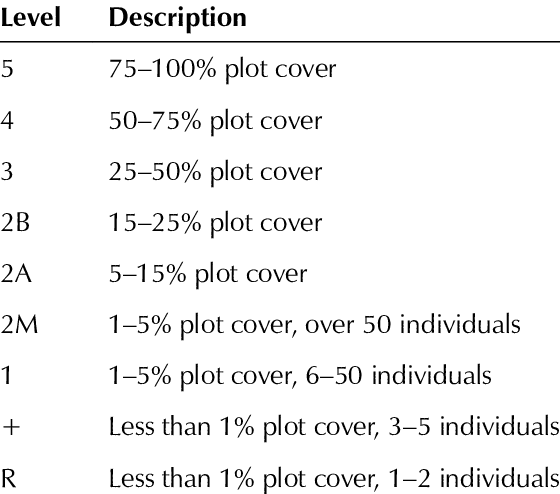 Level Description
5 75–100% plot cover
4 50–75% plot cover
3 25–50% plot cover
2B 15–25% plot cover
2A 5–15% plot cover
2M 1–5% plot cover, over 50 individuals
1 1–5% plot cover, 6–50 individuals
+ Less than 1% plot cover, 3–5 individuals
R Less than 1% plot cover, 1–2 individuals